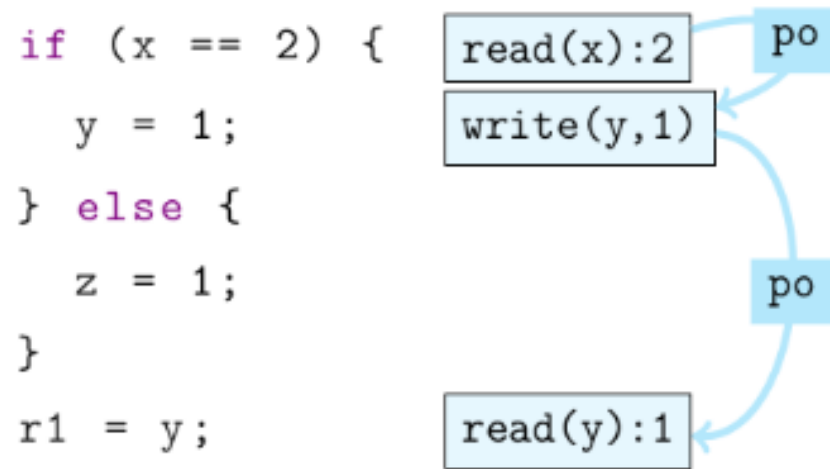 if (x == 2) { read(x):2 po
y = 1; write(y,1)
} else {
z = 1; po
}
r1 = y; read(y):1